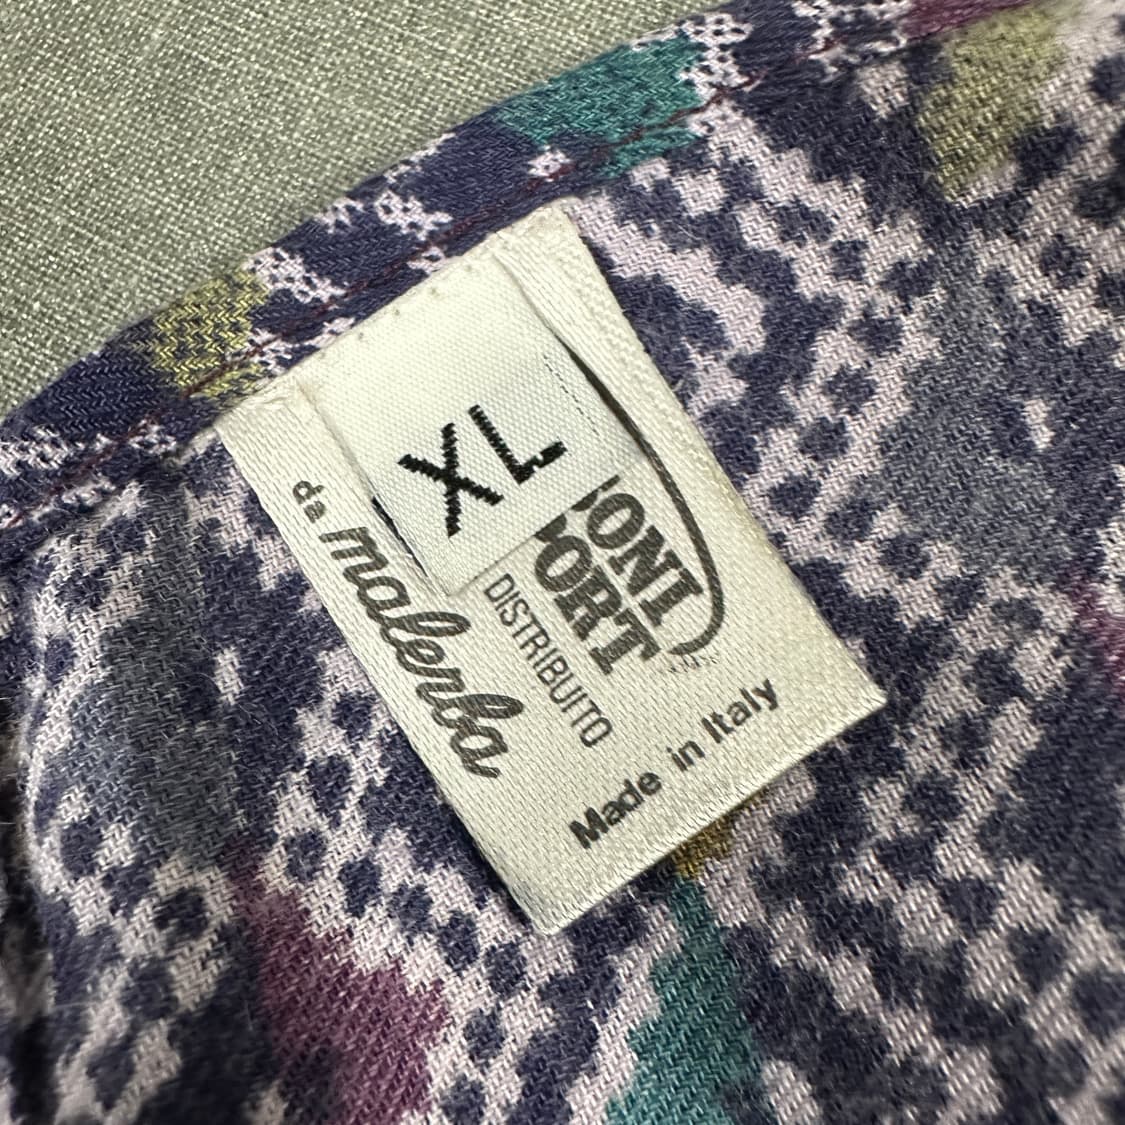 XL
ONI
ORT
DISTRIBUITO
da malerba
Made in Italy